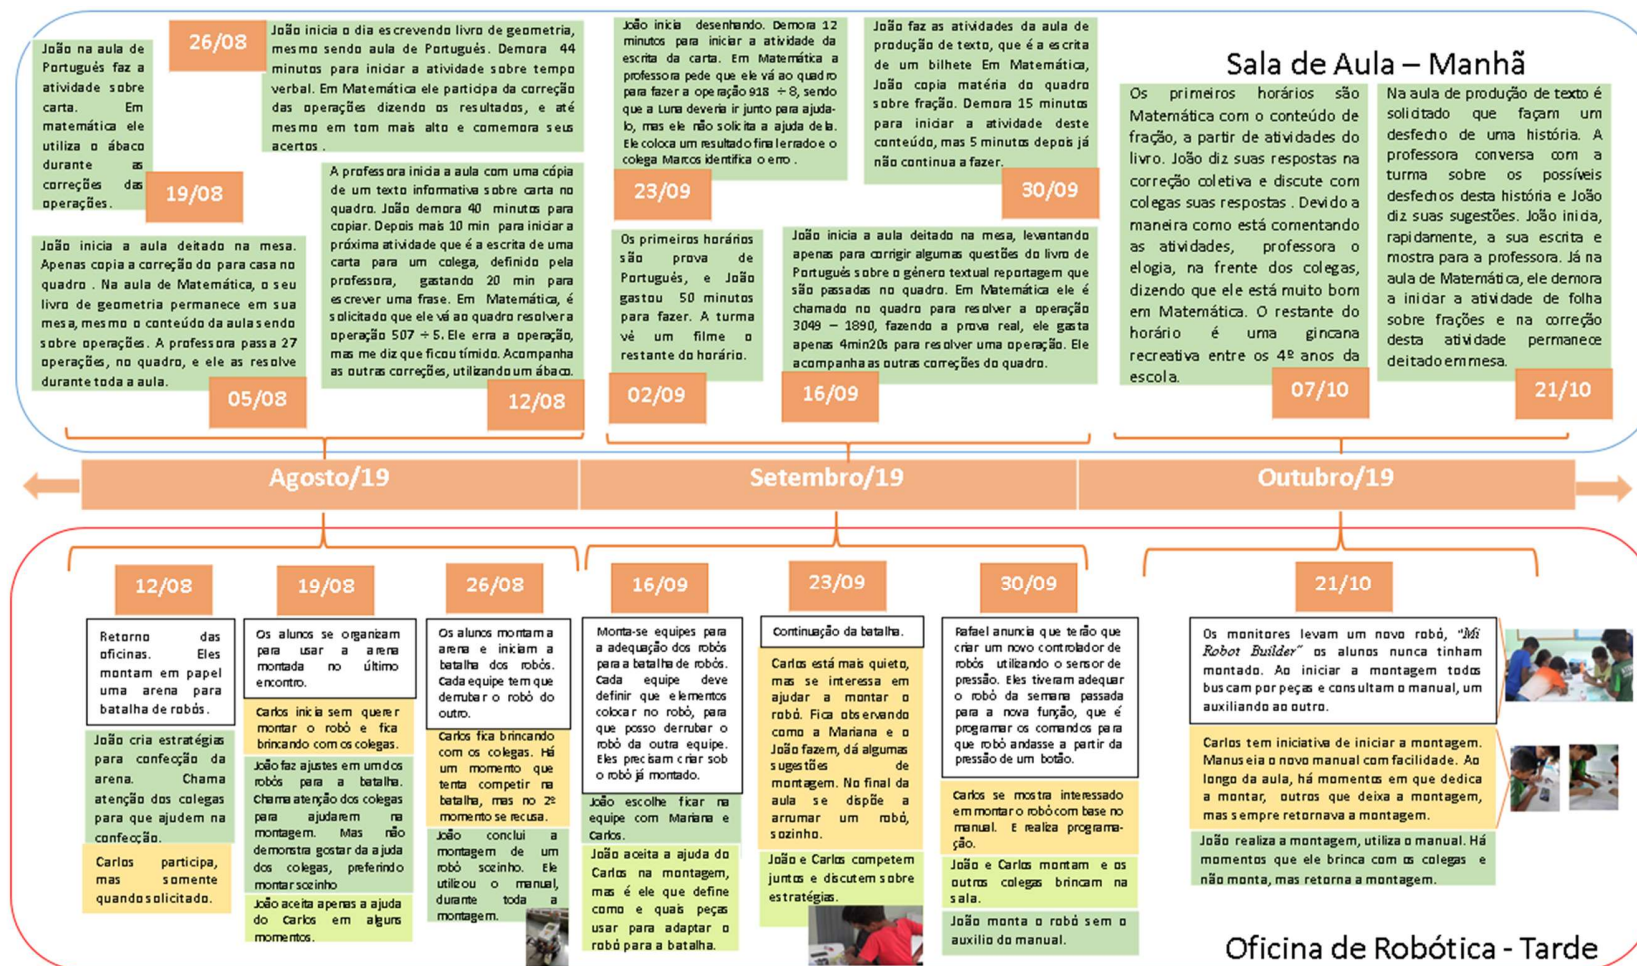 João na aula de
Português faz a
atividade sobre
carta. Em
matemática ele
utiliza o ábaco
durante as
correções das
operações.
19/08
26/08
João inicia o dia escrevendo livro de geometria,
mesmo sendo aula de Português. Demora 44
minutos para iniciar a atividade sobre tempo
verbal. Em Matemática ele participa da correção
das operações dizendo os resultados, e até
mesmo em tom mais alto e comemora seus
acertos .
João inicia a aula deitado na mesa.
Apenas copia a correção do para casa no
quadro . Na aula de Matemática, o seu
livro de geometria permanece em sua
mesa, mesmo o conteúdo da aula sendo
sobre operações. A professora passa 27
operações, no quadro, e ele as resolve
durante toda a aula.
05/08
A professora inicia a aula com uma cópia
de um texto informativa sobre carta no
quadro. João demora 40 minutos para
copiar. Depois mais 10 min para iniciar a
próxima atividade que é a escrita de uma
carta para um colega, definido pela
professora, gastando 20 min para
escrever uma frase. Em Matemática, é
solicitado que ele vá ao quadro resolver a
operação 507 ÷ 5. Ele erra a operação,
mas me diz que ficou tímido. Acompanha
as outras correções, utilizando um ábaco.
12/08
João inicia desenhando. Demora 12
minutos para iniciar a atividade da
escrita da carta. Em Matemática a
professora pede que ele vá ao quadro
para fazer a operação 918 ÷ 8, sendo
que a Luna deveria ir junto para ajuda-
lo, mas ele não solicita a ajuda dela.
Ele coloca um resultado final errado e o
colega Marcos identifica o erro .
23/09
João faz as atividades da aula de
produção de texto, que é a escrita
de um bilhete Em Matemática,
João copia matéria do quadro
sobre fração. Demora 15 minutos
para iniciar a atividade deste
conteúdo, mas 5 minutos depois já
não continua a fazer.
30/09
Os primeiros horários
são prova de
Português, e João
gastou 50 minutos
para fazer. A turma
vê um filme o
restante do horário.
02/09
João inicia a aula deitado na mesa, levantando
apenas para corrigir algumas questões do livro de
Português sobre o gênero textual reportagem que
são passadas no quadro. Em Matemática ele é
chamado no quadro para resolver a operação
3049 – 1890, fazendo a prova real, ele gasta
apenas 4min20s para resolver uma operação. Ele
acompanha as outras correções do quadro.
16/09
Sala de Aula – Manhã
Os primeiros horários são
Matemática com o conteúdo de
fração, a partir de atividades do
livro. João diz suas respostas na
correção coletiva e discute com
colegas suas respostas . Devido a
maneira como está comentando
as atividades, professora o
elogia, na frente dos colegas,
dizendo que ele está muito bom
em Matemática. O restante do
horário é uma gincana
recreativa entre os 4º anos da
escola.
07/10
Na aula de produção de texto é
solicitado que façam um
desfecho de uma história. A
professora conversa com a
turma sobre os possíveis
desfechos desta história e João
diz suas sugestões. João inicia,
rapidamente, a sua escrita e
mostra para a professora. Já na
aula de Matemática, ele demora
a iniciar a atividade de folha
sobre frações e na correção
desta atividade permanece
deitado em mesa.
21/10
Agosto/19
Setembro/19
Outubro/19
12/08
Retorno das
oficinas. Eles
montam em papel
uma arena para
batalha de robôs.
João cria estratégias
para confecção da
arena. Chama
atenção dos colegas
para que ajudem na
confecção.
Carlos participa,
mas somente
quando solicitado.
19/08
Os alunos se organizam
para usar a arena
montada no último
encontro.
Carlos inicia sem querer
montar o robô e fica
brincando com os colegas.
João faz ajustes em um dos
robôs para a batalha.
Chama atenção dos colegas
para ajudarem na
montagem. Mas não
demonstra gostar da ajuda
dos colegas, preferindo
montar sozinho
João aceita apenas a ajuda
do Carlos em alguns
momentos.
26/08
Os alunos montam a
arena e iniciam a
batalha dos robôs.
Cada equipe tem que
derrubar o robô do
outro.
Carlos fica brincando
com os colegas. Há
um momento que
tenta competir na
batalha, mas no 2º
momento se recusa.
João conclui a
montagem de um
robô sozinho. Ele
utilizou o manual,
durante toda a
montagem.
16/09
Monta-se equipes para
a adequação dos robôs
para a batalha de robôs.
Cada equipe deve
definir que elementos
colocar no robô, para
que posso derrubar o
robô da outra equipe.
Eles precisam criar sob
o robô já montado.
João escolhe ficar na
equipe com Mariana e
Carlos.
João aceita a ajuda do
Carlos na montagem,
mas é ele que define
como e quais peças
usar para adaptar o
robô para a batalha.
23/09
Continuação da batalha.
Carlos está mais quieto,
mas se interessa em
ajudar a montar o
robô. Fica observando
como a Mariana e o
João fazem, dá algumas
sugestões de
montagem. No final da
aula se dispõe a
arrumar um robô,
sozinho.
João e Carlos competem
juntos e discutem sobre
estratégias.
30/09
Rafael anuncia que terão que
criar um novo controlador de
robôs utilizando o sensor de
pressão. Eles tiveram adequar
o robô da semana passada
para a nova função, que é
programar os comandos para
que robô andasse a partir da
pressão de um botão.
Carlos se mostra interessado
em montar o robô com base no
manual. E realiza programa-
ção.
João e Carlos montam e os
outros colegas brincam na
sala.
João monta o robô sem o
auxilio do manual.
21/10
Os monitores levam um novo robô, “Mi
Robot Builder” os alunos nunca tinham
montado. Ao iniciar a montagem todos
buscam por peças e consultam o manual, um
auxiliando ao outro.
Carlos tem iniciativa de iniciar a montagem.
Manuseia o novo manual com facilidade. Ao
longo da aula, há momentos em que dedica
a montar, outros que deixa a montagem,
mas sempre retornava a montagem.
João realiza a montagem, utiliza o manual. Há
momentos que ele brinca com os colegas e
não monta, mas retorna a montagem.
Oficina de Robótica - Tarde